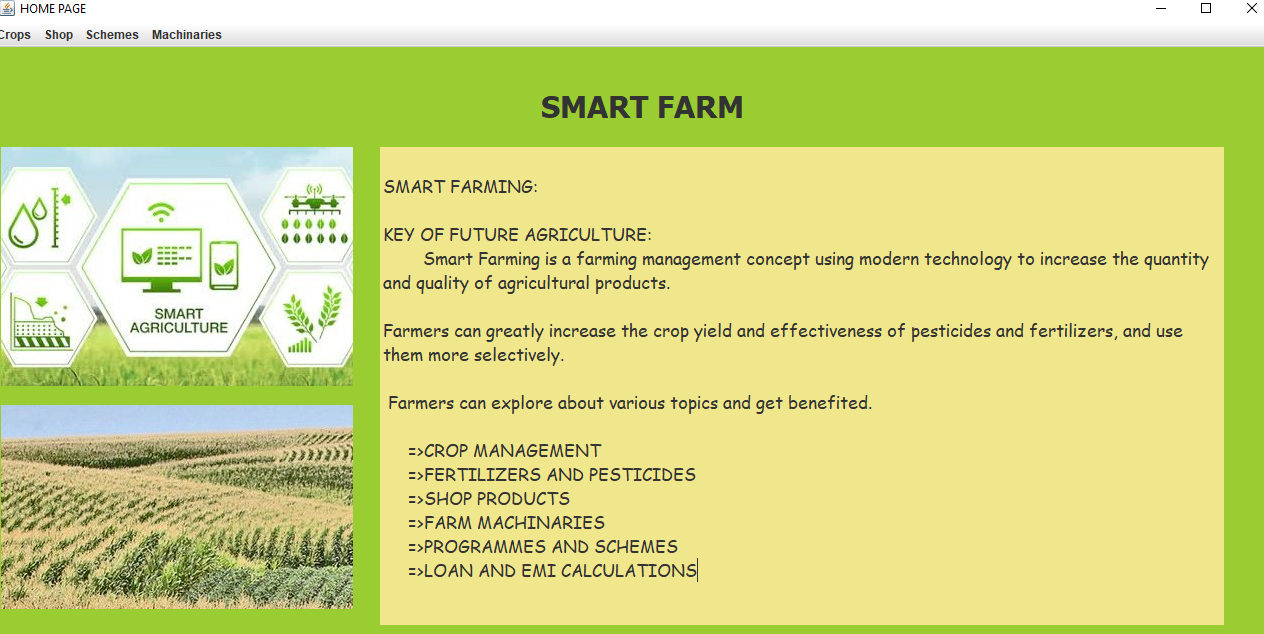 HOME PAGE
Crops Shop Schemes Machinaries
SMART FARM
SMART
AGRICULTURE
SMART FARMING:
KEY OF FUTURE AGRICULTURE:
Smart Farming is a farming management concept using modern technology to increase the quantity
and quality of agricultural products.
Farmers can greatly increase the crop yield and effectiveness of pesticides and fertilizers, and use
them more selectively.
Farmers can explore about various topics and get benefited.
=>CROP MANAGEMENT
=>FERTILIZERS AND PESTICIDES
=>SHOP PRODUCTS
=>FARM MACHINARIES
=>PROGRAMMES AND SCHEMES
=>LOAN AND EMI CALCULATIONS